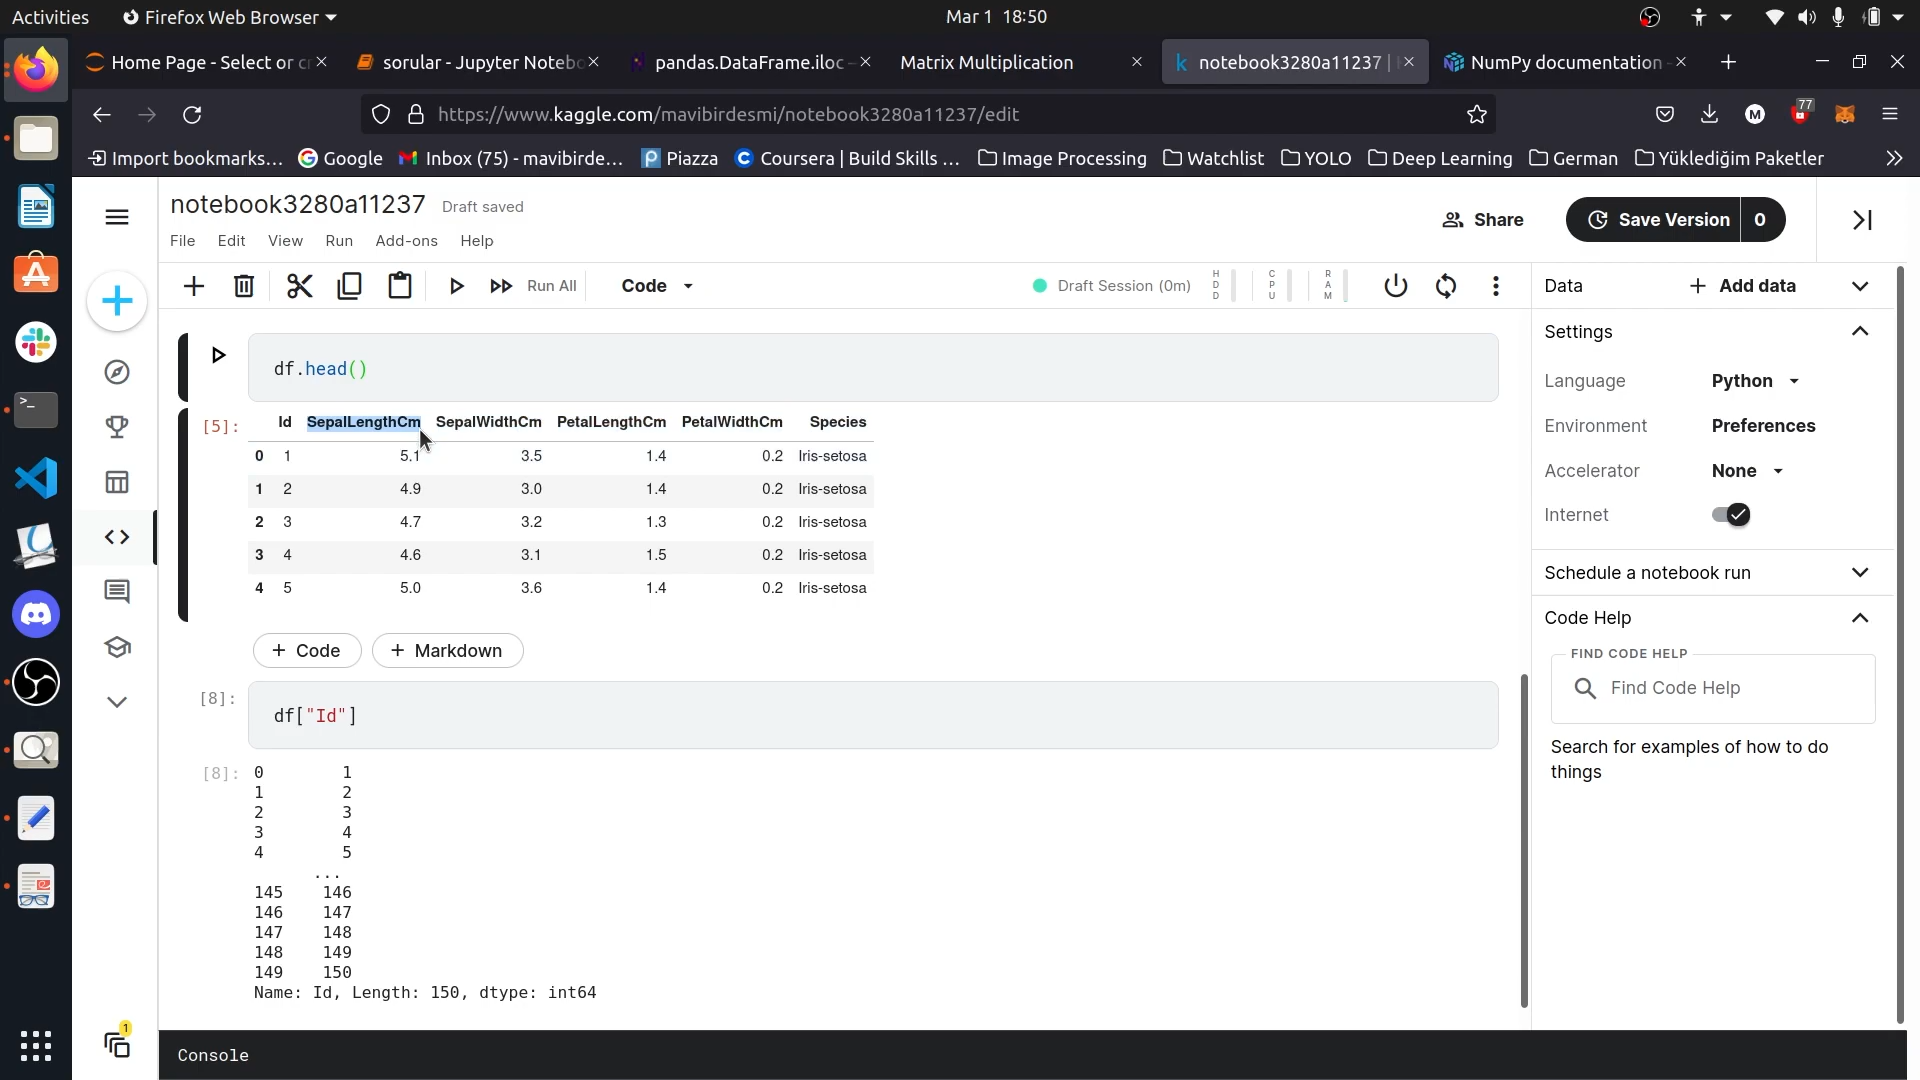 Activities Firefox Web Browser Mar 1 18:50
Home Page - Select or cr sorular - Jupyter Notebo pandas.DataFrame.iloc - Matrix Multiplication notebook3280a11237 | NumPy documentation
https://www.kaggle.com/mavibirdesmi/notebook3280a11237/edit M 77
Import bookmarks... Google Inbox (75) - mavibirde... Piazza Coursera | Build Skills ... Image Processing Watchlist YOLO Deep Learning German Yüklediğim Paketler
notebook3280a11237 Draft saved
Share Save Version 0
File Edit View Run Add-ons Help
Run All Code Draft Session (0m) HDD CPU RAM
Data + Add data
Settings
Language Python
Environment Preferences
Accelerator None
Internet
Schedule a notebook run
Code Help
FIND CODE HELP
Find Code Help
Search for examples of how to do
things
df.head()
[5]: Id SepalLengthCm SepalWidthCm PetalLengthCm PetalWidthCm Species
0 1 5.1 3.5 1.4 0.2 Iris-setosa
1 2 4.9 3.0 1.4 0.2 Iris-setosa
2 3 4.7 3.2 1.3 0.2 Iris-setosa
3 4 4.6 3.1 1.5 0.2 Iris-setosa
4 5 5.0 3.6 1.4 0.2 Iris-setosa
+ Code + Markdown
[8]: df["Id"]
[8]: 0 1
1 2
2 3
3 4
4 5
...
145 146
146 147
147 148
148 149
149 150
Name: Id, Length: 150, dtype: int64
1
Console